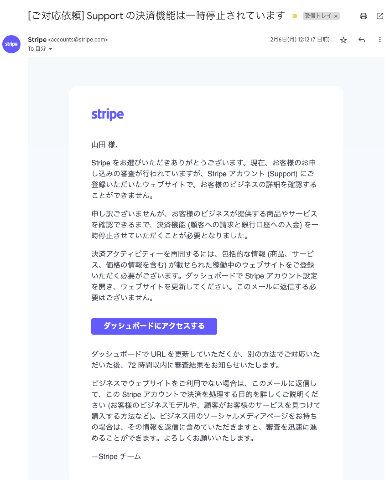 [ご対応依頼] Support の決済機能は一時停止されています
受信トレイ ×
stripe
Stripe <accounts@stripe.com>
To 自分
2月6日(月) 12:12 (7 日前)
stripe
山田 様、
Stripe をお選びいただきありがとうございます。現在、お客様のお申
し込みの審査が行われていますが、Stripe アカウント (Support) にご
登録いただいたウェブサイトで、お客様のビジネスの詳細を確認する
ことができません。
申し訳ございませんが、お客様のビジネスが提供する商品やサービス
を確認できるまで、決済機能 (顧客への請求と銀行口座への入金) を一
時停止させていただくことが必要となりました。
決済アクティビティーを再開するには、包括的な情報 (商品、サービ
ス、価格の情報を含む) が載せられた稼働中のウェブサイトをご登録
いただく必要がございます。ダッシュボードで Stripe アカウント設定
を開き、ウェブサイトを更新してください。このメールに返信する必
要はございません。
ダッシュボードにアクセスする
ダッシュボードで URL を更新していただくか、別の方法でご対応いた
だいた後、72 時間以内に審査結果をお知らせいたします。
ビジネスでウェブサイトをご利用でない場合は、このメールに返信し
て、この Stripe アカウントで決済を処理する目的を詳しくご説明くださ
い (お客様のビジネスモデルや、顧客がお客様のサービスを見つけて
購入する方法など)。ビジネス用のソーシャルメディアページをお持ち
の場合は、その情報を返信に含めていただきますと、審査を迅速に進
めることができます。よろしくお願いいたします。
—Stripe チーム